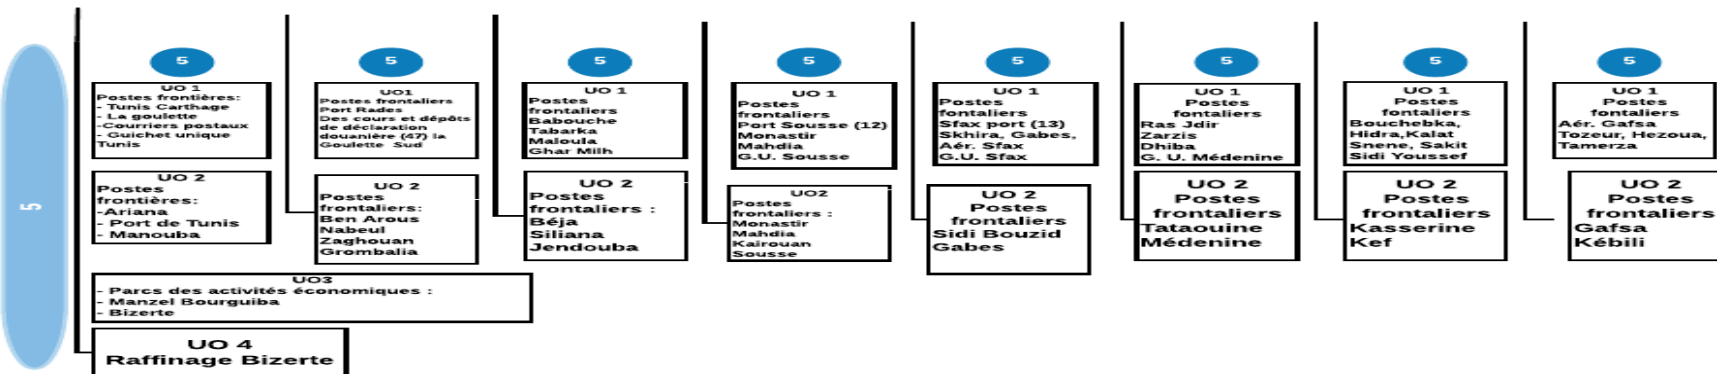 5
5
UO 1
Postes frontières:
- Tunis Carthage
- La goulette
-Courriers postaux
- Guichet unique
Tunis
UO 2
Postes
frontières:
-Ariana
- Port de Tunis
- Manouba
UO3
- Parcs des activités économiques :
- Manzel Bourguiba
- Bizerte
UO 4
Raffinage Bizerte
5
UO1
Postes frontaliers
Port Rades
Des cours et dépôts
de déclaration
douanière (47) la
Goulette Sud
UO 2
Postes
frontaliers:
Ben Arous
Nabeul
Zaghouan
Grombalia
5
UO 1
Postes
frontaliers
Babouche
Tabarka
Maloula
Ghar Milh
UO 2
Postes
frontaliers :
Béja
Siliana
Jendouba
5
UO 1
Postes
frontaliers
Port Sousse (12)
Monastir
Mahdia
G.U. Sousse
UO2
Postes
frontaliers :
Monastir
Mahdia
Kairouan
Sousse
5
UO 1
Postes
fontaliers
Sfax port (13)
Skhira, Gabes,
Aér. Sfax
G.U. Sfax
UO 2
Postes
frontaliers
Sidi Bouzid
Gabes
5
UO 1
Postes
fontaliers
Ras Jdir
Zarzis
Dhiba
G. U. Médenine
UO 2
Postes
frontaliers
Tataouine
Médenine
5
UO 1
Postes
fontaliers
Bouchebka,
Hidra,Kalat
Snene, Sakit
Sidi Youssef
UO 2
Postes
frontaliers
Kasserine
Kef
5
UO 1
Postes
fontaliers
Aér. Gafsa
Tozeur, Hezoua,
Tamerza
UO 2
Postes
frontaliers
Gafsa
Kébili